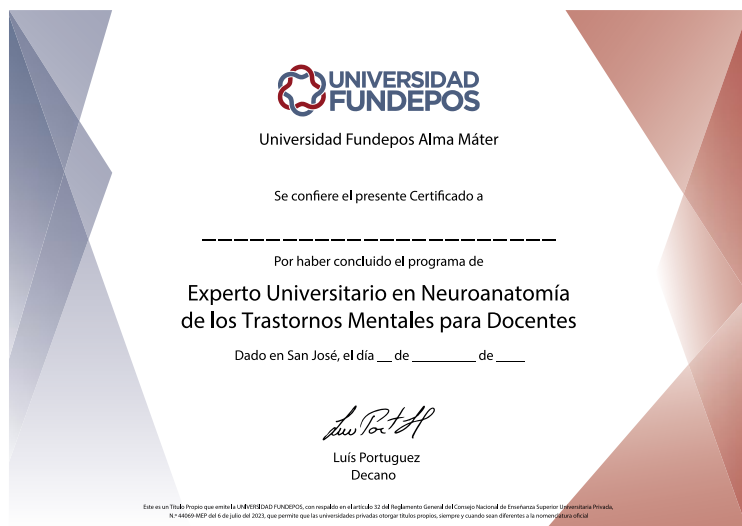 UNIVERSIDAD
FUNDEPOS
Universidad Fundepos Alma Máter
Se confiere el presente Certificado a
Por haber concluido el programa de
Experto Universitario en Neuroanatomía
de los Trastornos Mentales para Docentes
Dado en San José, el día __ de ________ de ____
Luís Portuguez
Decano
Este es un Título Propio que emite la UNIVERSIDAD FUNDEPOS, con respaldo en el artículo 32 del Reglamento General del Consejo Nacional de Enseñanza Superior Universitaria Privada,
N.º 44069-MEP del 6 de julio del 2023, que permite que las universidades privadas otorgar títulos propios, siempre y cuando sean diferentes a la nomenclatura oficial